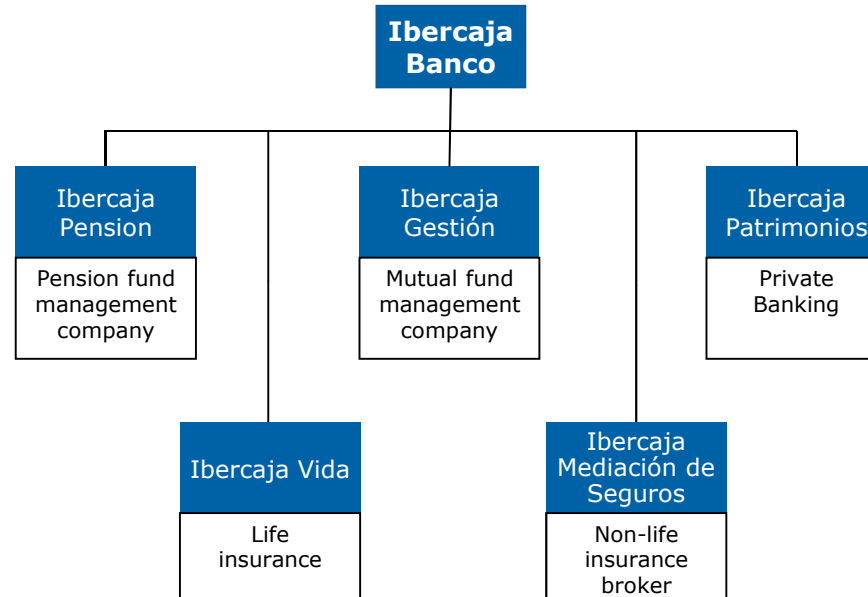 Ibercaja
Banco
Ibercaja
Pension
Pension fund
management
company
Ibercaja
Gestión
Mutual fund
management
company
Ibercaja
Patrimonios
Private
Banking
Ibercaja Vida
Life
insurance
Ibercaja
Mediación de
Seguros
Non-life
insurance
broker